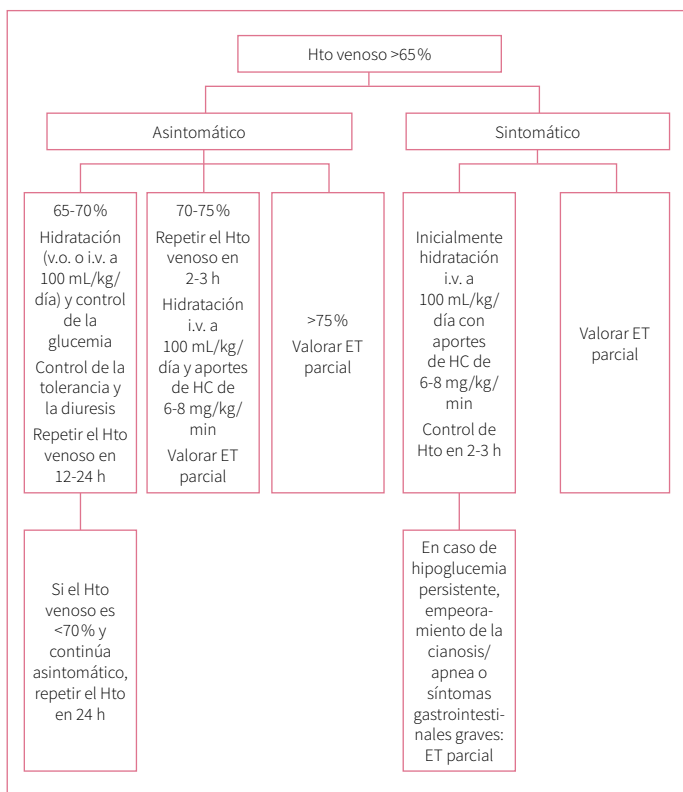 Hto venoso >65%
Asintomático
Sintomático
65-70%
Hidratación
(v.o. o i.v. a
100 mL/kg/
día) y control
de la
glucemia
Control de la
tolerancia y
la diuresis
Repetir el Hto
venoso en
12-24 h
70-75%
Repetir el Hto
venoso en
2-3 h
Hidratación
i.v. a
100 mL/kg/
día y aportes
de HC de
6-8 mg/kg/
min
Valorar ET
parcial
>75%
Valorar ET
parcial
Inicialmente
hidratación
i.v. a
100 mL/kg/
día con
aportes
de HC de
6-8 mg/kg/
min
Control de
Hto en 2-3 h
Valorar ET
parcial
Si el Hto
venoso es
<70% y
continúa
asintomático,
repetir el Hto
en 24 h
En caso de
hipoglucemia
persistente,
empeora-
miento de la
cianosis/
apnea o
síntomas
gastrointesti-
nales graves:
ET parcial